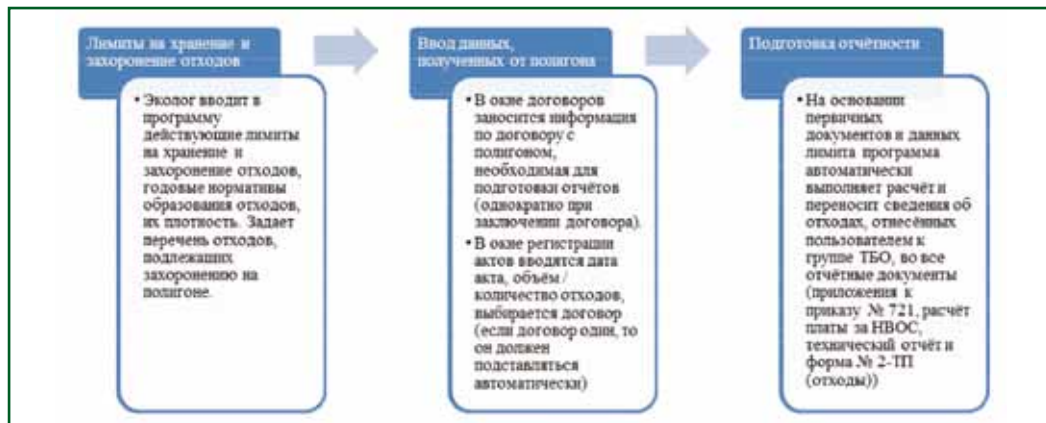 Лимиты на хранение и
захоронение отходов
• Эколог вводит в
программу
действующие лимиты
на хранение и
захоронение отходов,
годовые нормативы
образования отходов,
их плотность. Задает
перечень отходов,
подлежащих
захоронению на
полигоне.
Ввод данных,
полученных от полигона
• В окне договоров
заносится информация
по договору с
полигоном,
необходимая для
подготовки отчётов
(однократно при
заключении договора).
• В окне регистрации
актов вводятся дата
акта, объём /
количество отходов,
выбирается договор
(если договор один, то
он должен
подставляться
автоматически)
Подготовка отчётности
• На основании
первичных
документов и данных
лимита программа
автоматически
выполняет расчёт и
переносит сведения об
отходах, отнесённых
пользователем к
группе ТБО, во все
отчётные документы
(приложения к
приказу № 721, расчёт
платы за НВОС,
технический отчёт и
форма № 2-ТП
(отходы))